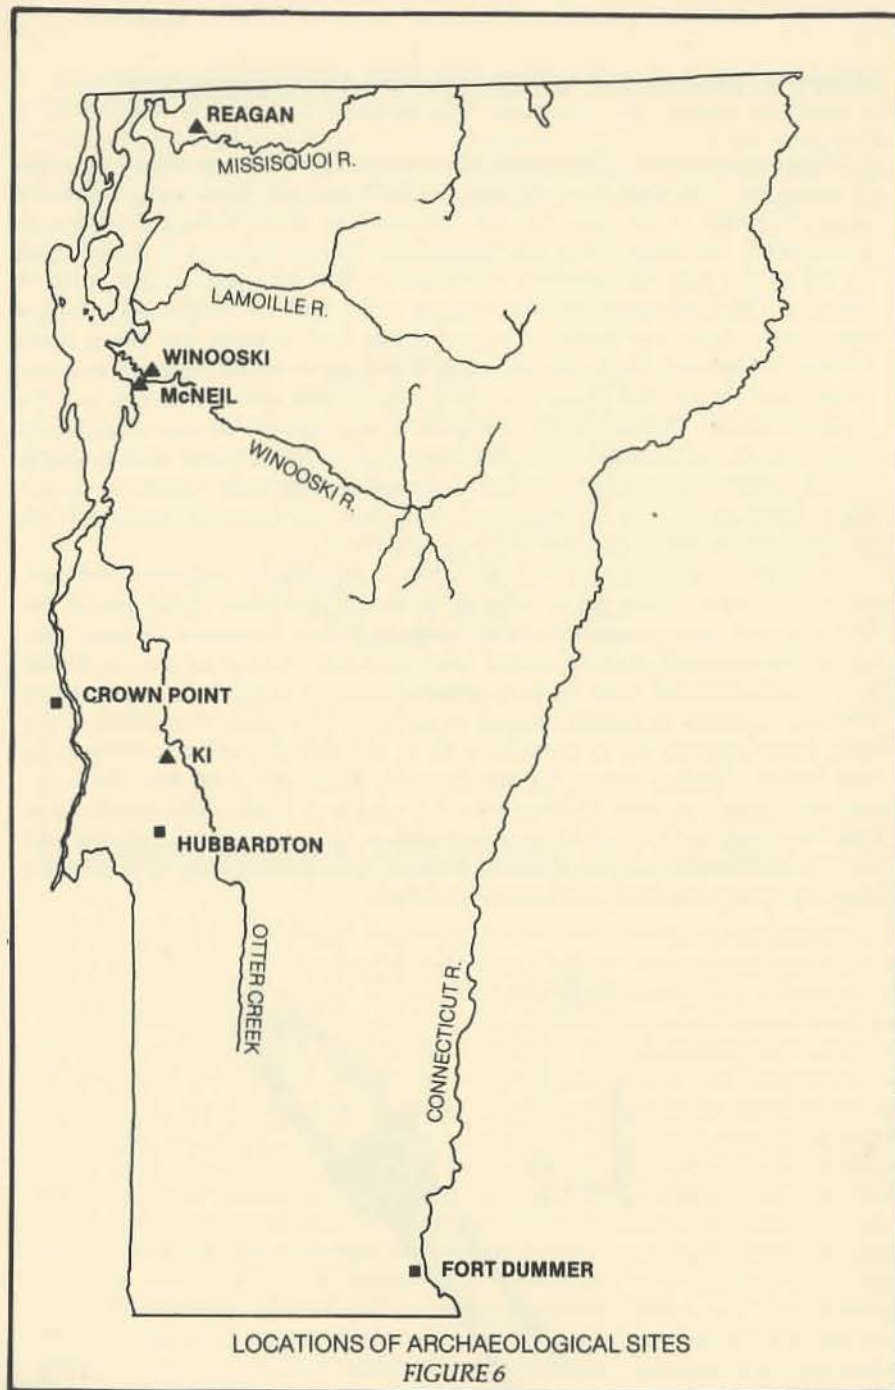 REAGAN
MISSISQUOI R.
LAMOILLE R.
WINOOSKI
McNEIL
WINOOSKI R.
CROWN POINT
KI
HUBBARDTON
OTTER CREEK
CONNECTICUT R.
FORT DUMMER
LOCATIONS OF ARCHAEOLOGICAL SITES
FIGURE 6